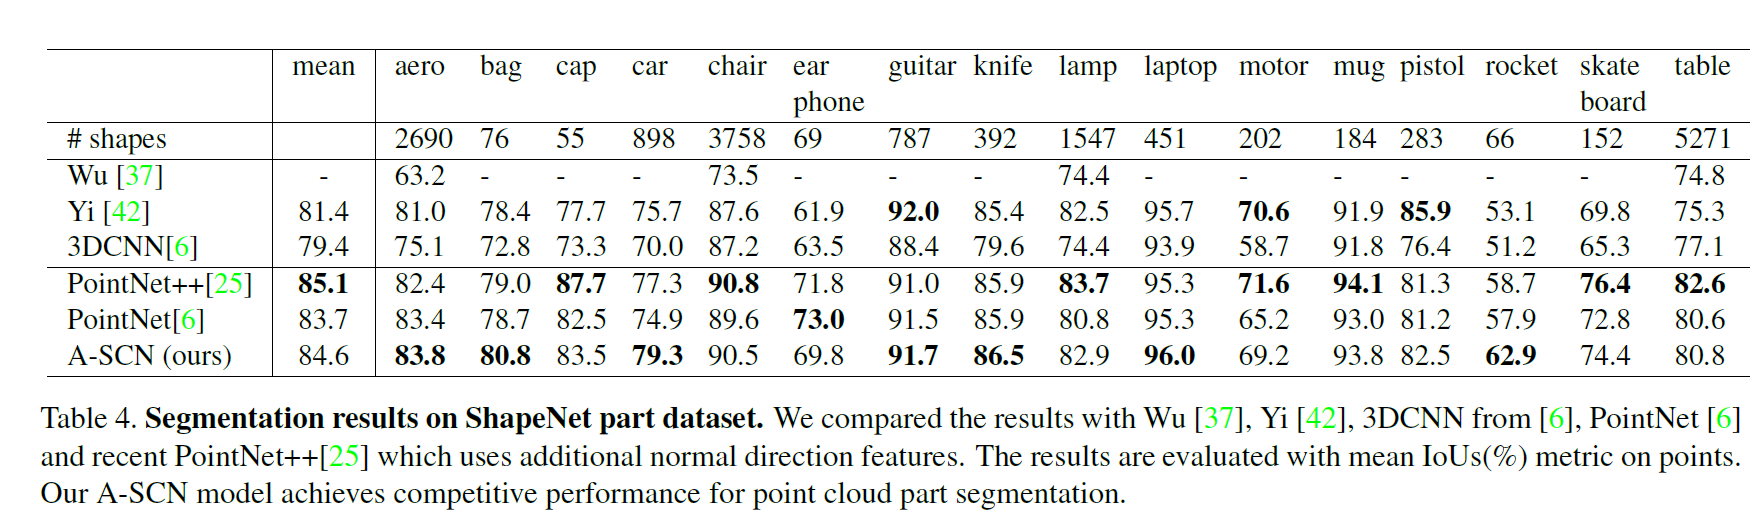 mean aero bag cap car chair ear guitar knife lamp laptop motor mug pistol rocket skate table
phone board
# shapes 2690 76 55 898 3758 69 787 392 1547 451 202 184 283 66 152 5271
Wu [37] - 63.2 - - - 73.5 - - - 74.4 - - - - - - 74.8
Yi [42] 81.4 81.0 78.4 77.7 75.7 87.6 61.9 92.0 85.4 82.5 95.7 70.6 91.9 85.9 53.1 69.8 75.3
3DCNN[6] 79.4 75.1 72.8 73.3 70.0 87.2 63.5 88.4 79.6 74.4 93.9 58.7 91.8 76.4 51.2 65.3 77.1
PointNet++[25] 85.1 82.4 79.0 87.7 77.3 90.8 71.8 91.0 85.9 83.7 95.3 71.6 94.1 81.3 58.7 76.4 82.6
PointNet[6] 83.7 83.4 78.7 82.5 74.9 89.6 73.0 91.5 85.9 80.8 95.3 65.2 93.0 81.2 57.9 72.8 80.6
A-SCN (ours) 84.6 83.8 80.8 83.5 79.3 90.5 69.8 91.7 86.5 82.9 96.0 69.2 93.8 82.5 62.9 74.4 80.8
Table 4. Segmentation results on ShapeNet part dataset. We compared the results with Wu [37], Yi [42], 3DCNN from [6], PointNet [6]
and recent PointNet++[25] which uses additional normal direction features. The results are evaluated with mean IoUs(%) metric on points.
Our A-SCN model achieves competitive performance for point cloud part segmentation.